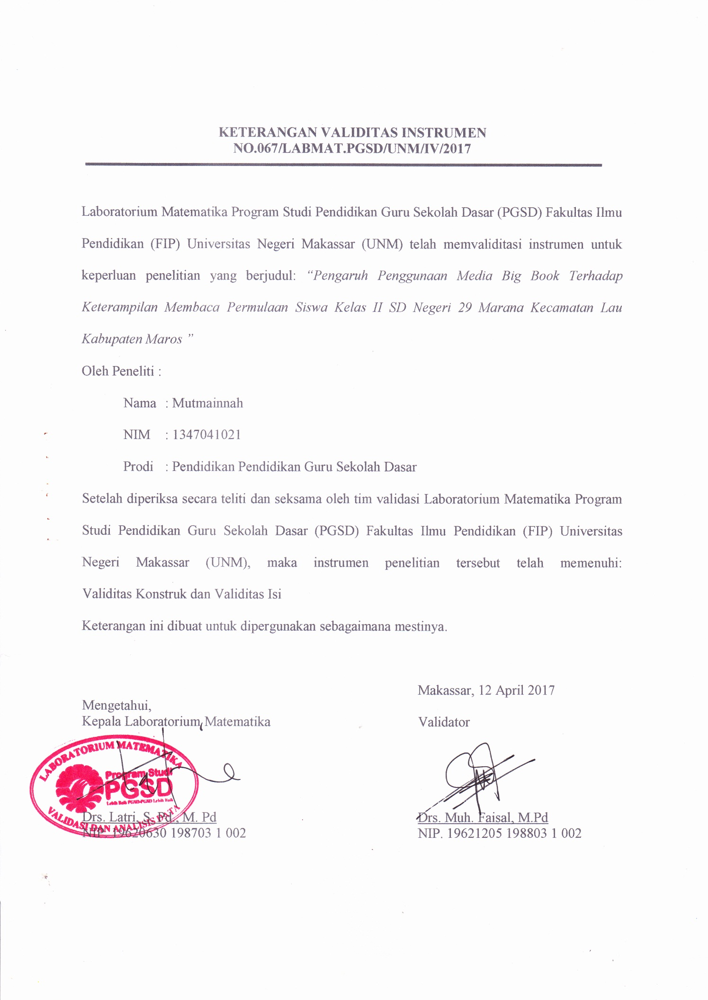 KETERANGAN VALIDITAS INSTRUMEN
NO.067/LABMAT.PGSD/UNM/IV/2017
Laboratorium Matematika Program Studi Pendidikan Guru Sekolah Dasar (PGSD) Fakultas Ilmu
Pendidikan (FIP) Universitas Negeri Makassar (UNM) telah memvaliditasi instrumen untuk
keperluan penelitian yang berjudul: “Pengaruh Penggunaan Media Big Book Terhadap
Keterampilan Membaca Permulaan Siswa Kelas II SD Negeri 29 Marana Kecamatan Lau
Kabupaten Maros ”
Oleh Peneliti :
Nama : Mutmainnah
NIM : 1347041021
Prodi : Pendidikan Pendidikan Guru Sekolah Dasar
Setelah diperiksa secara teliti dan seksama oleh tim validasi Laboratorium Matematika Program
Studi Pendidikan Guru Sekolah Dasar (PGSD) Fakultas Ilmu Pendidikan (FIP) Universitas
Negeri Makassar (UNM), maka instrumen penelitian tersebut telah memenuhi:
Validitas Konstruk dan Validitas Isi
Keterangan ini dibuat untuk dipergunakan sebagaimana mestinya.
Makassar, 12 April 2017
Mengetahui,
Kepala Laboratorium Matematika
Validator
LABORATORIUM MATEMATIKA
Program Studi
PGSD
Lebih Baik PGSD-PGSD Lebih Baik
VALIDASI DAN ANALISIS DATA
Drs. Latri, S. Pd., M. Pd
NIP. 19620630 198703 1 002
Drs. Muh. Faisal, M.Pd
NIP. 19621205 198803 1 002